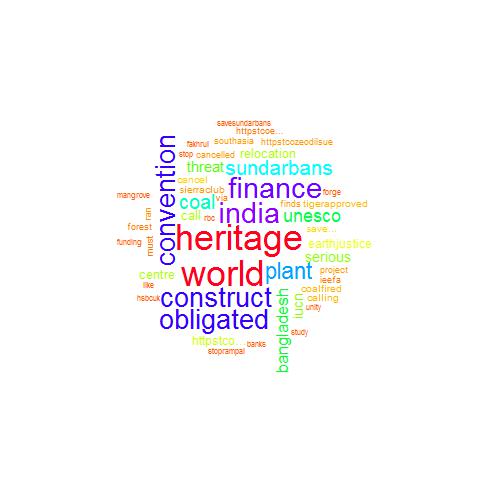 savesundarbans
httpstcoe…
fakhrul southasia httpstcozeodilsue
stop cancelled relocation
threat sundarbans
convention
cancel
sierraclub via finance forge
mangrove
coal finds tigerapproved
ran call rbc india unesco
forest save…
must heritage earthjustice
funding
serious
centre world plant project
ieefa
like coalfired
hsbcuk construct iucn calling
unity
obligated
bangladesh
httpstco… banks study
stoprampal